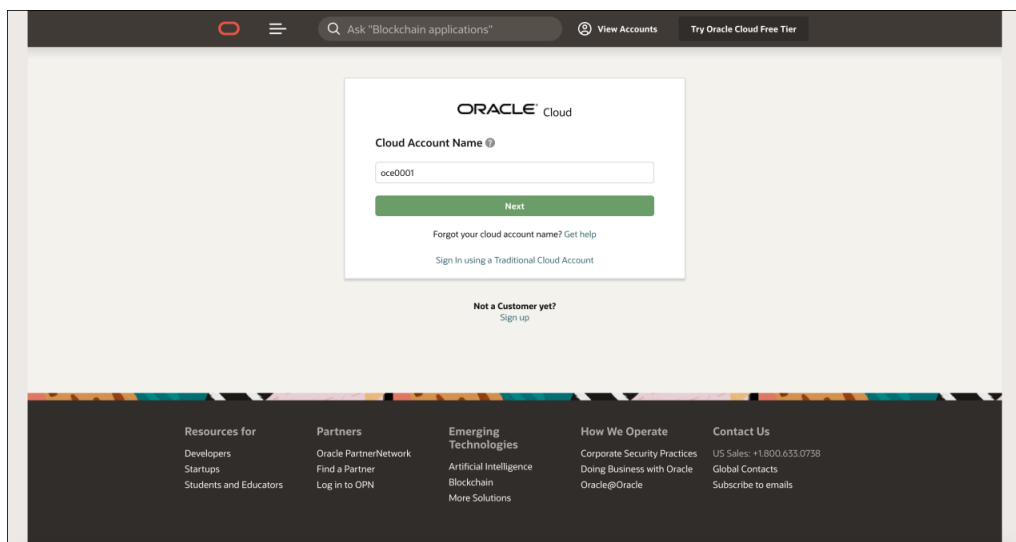 Ask "Blockchain applications"
View Accounts
Try Oracle Cloud Free Tier
ORACLE Cloud
Cloud Account Name
oce0001
Next
Forgot your cloud account name? Get help
Sign In using a Traditional Cloud Account
Not a Customer yet?
Sign up
Resources for
Developers
Startups
Students and Educators
Partners
Oracle PartnerNetwork
Find a Partner
Log in to OPN
Emerging
Technologies
Artificial Intelligence
Blockchain
More Solutions
How We Operate
Corporate Security Practices
Doing Business with Oracle
Oracle@Oracle
Contact Us
US Sales: +1.800.633.0738
Global Contacts
Subscribe to emails